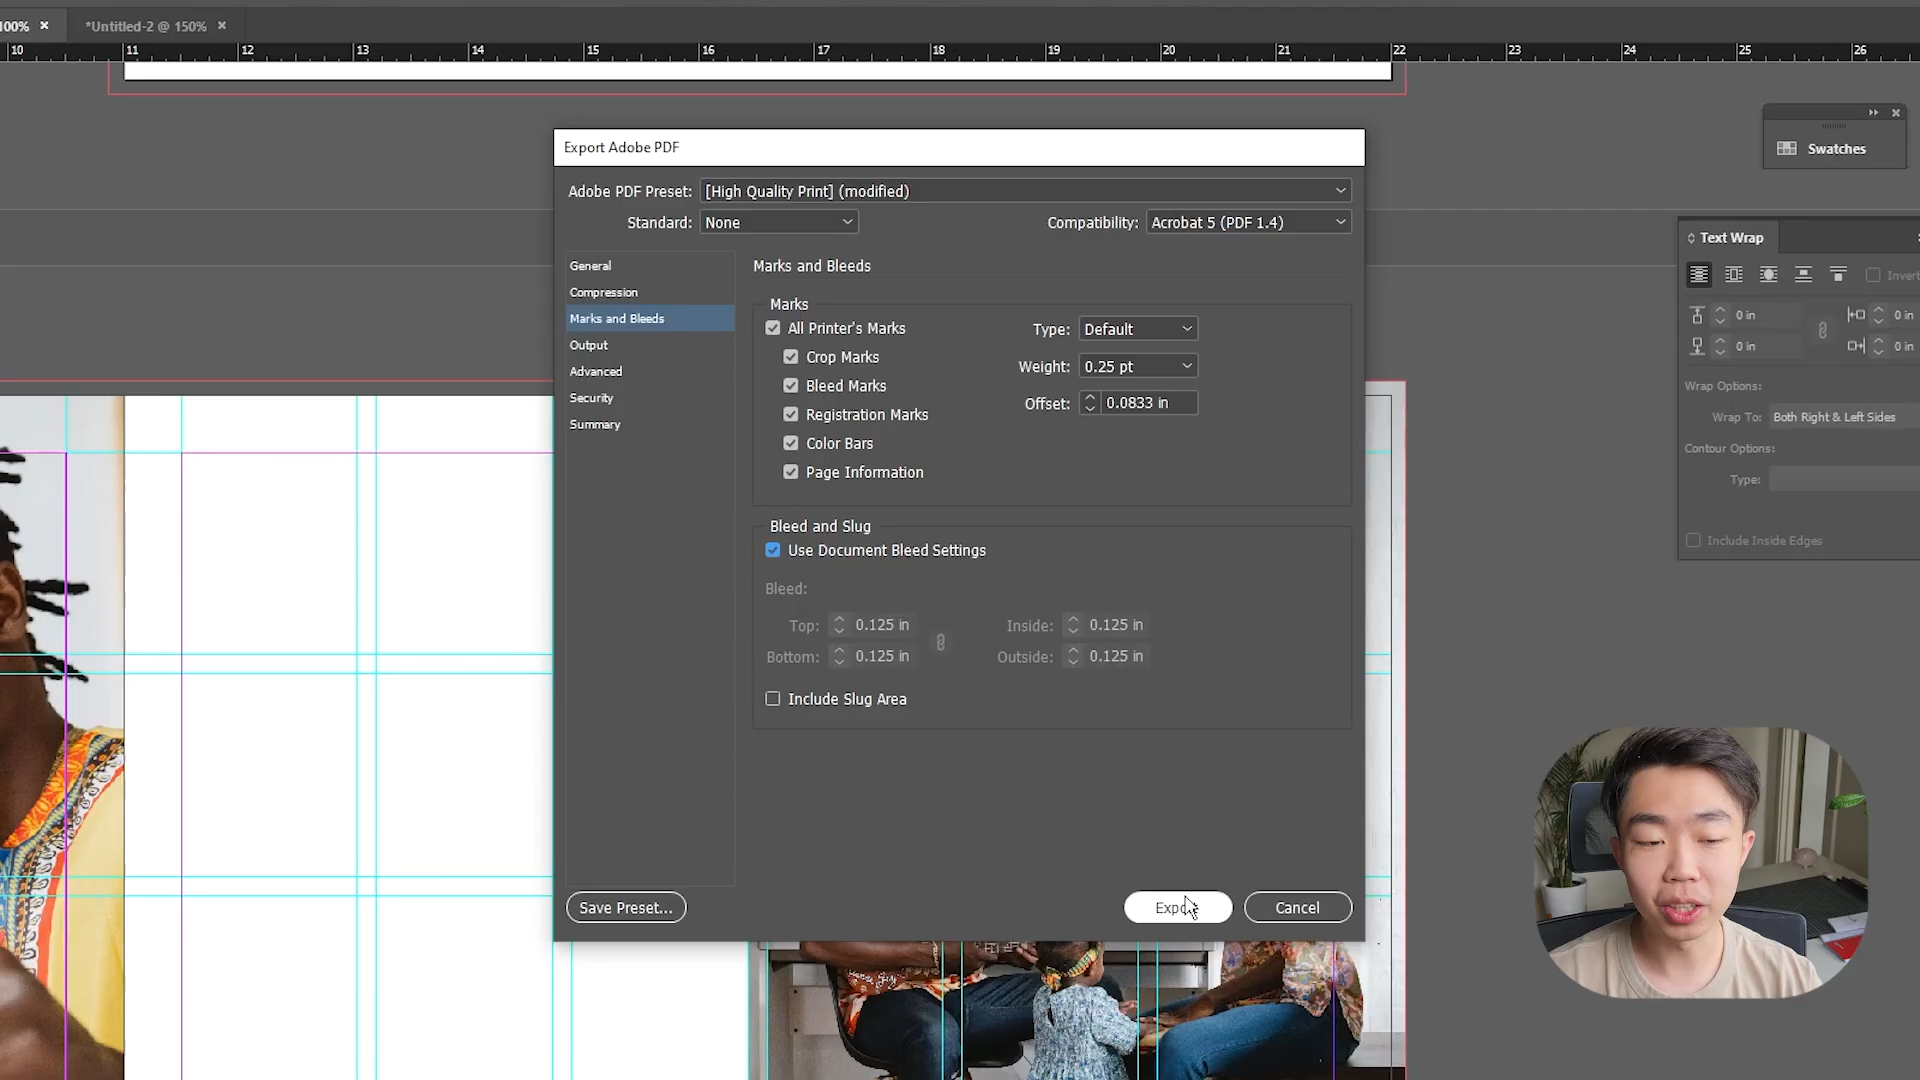 100% ×
*Untitled-2 @ 150% ×
10 11 12 13 14 15 16 17 18 19 20 21 22 23 24 25 26
Swatches
Export Adobe PDF
Adobe PDF Preset: [High Quality Print] (modified)
Standard: None
Compatibility: Acrobat 5 (PDF 1.4)
General
Compression
Marks and Bleeds
Output
Advanced
Security
Summary
Marks and Bleeds
Marks
All Printer's Marks
Crop Marks
Bleed Marks
Registration Marks
Color Bars
Page Information
Type: Default
Weight: 0.25 pt
Offset: 0.0833 in
Bleed and Slug
Use Document Bleed Settings
Bleed:
Top: 0.125 in
Bottom: 0.125 in
Inside: 0.125 in
Outside: 0.125 in
Include Slug Area
Save Preset...
Export
Cancel
Text Wrap
Invert
0 in
0 in
0 in
0 in
Wrap Options:
Wrap To: Both Right & Left Sides
Contour Options:
Type:
Include Inside Edges